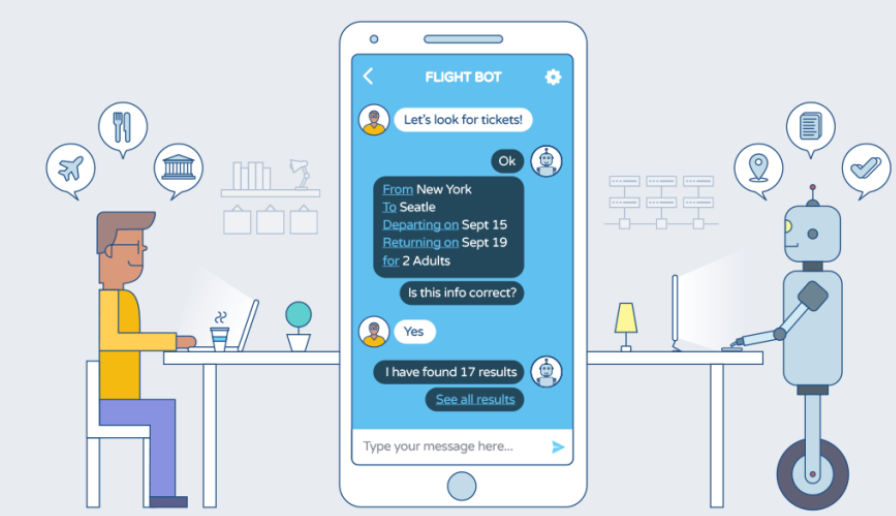 FLIGHT BOT
Let's look for tickets!
Ok
From New York
To Seatle
Departing on Sept 15
Returning on Sept 19
for 2 Adults
Is this info correct?
Yes
I have found 17 results
See all results
Type your message here...